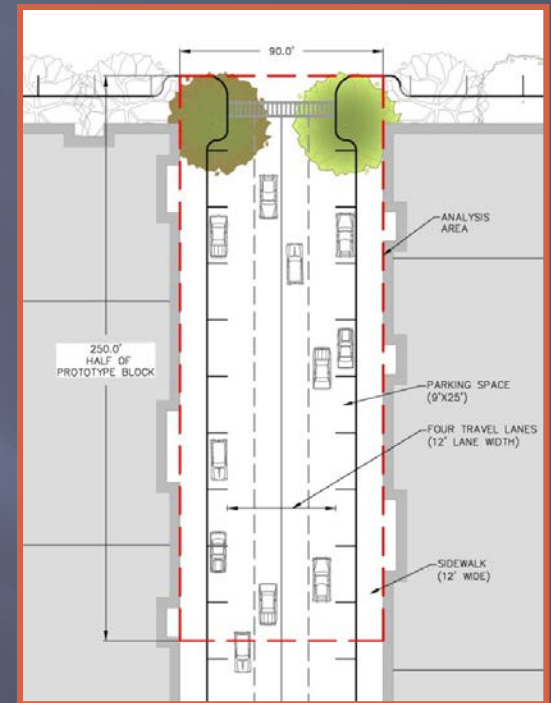 90.0'
ANALYSIS
AREA
250.0'
HALF OF
PROTOTYPE BLOCK
PARKING SPACE
(9'X25')
FOUR TRAVEL LANES
(12' LANE WIDTH)
SIDEWALK
(12' WIDE)